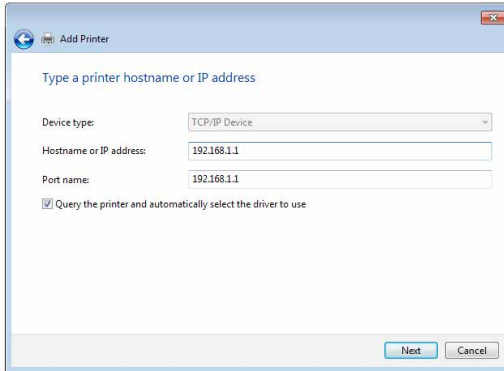 Add Printer
Type a printer hostname or IP address
Device type: TCP/IP Device
Hostname or IP address: 192.168.1.1
Port name: 192.168.1.1
Query the printer and automatically select the driver to use
Next Cancel